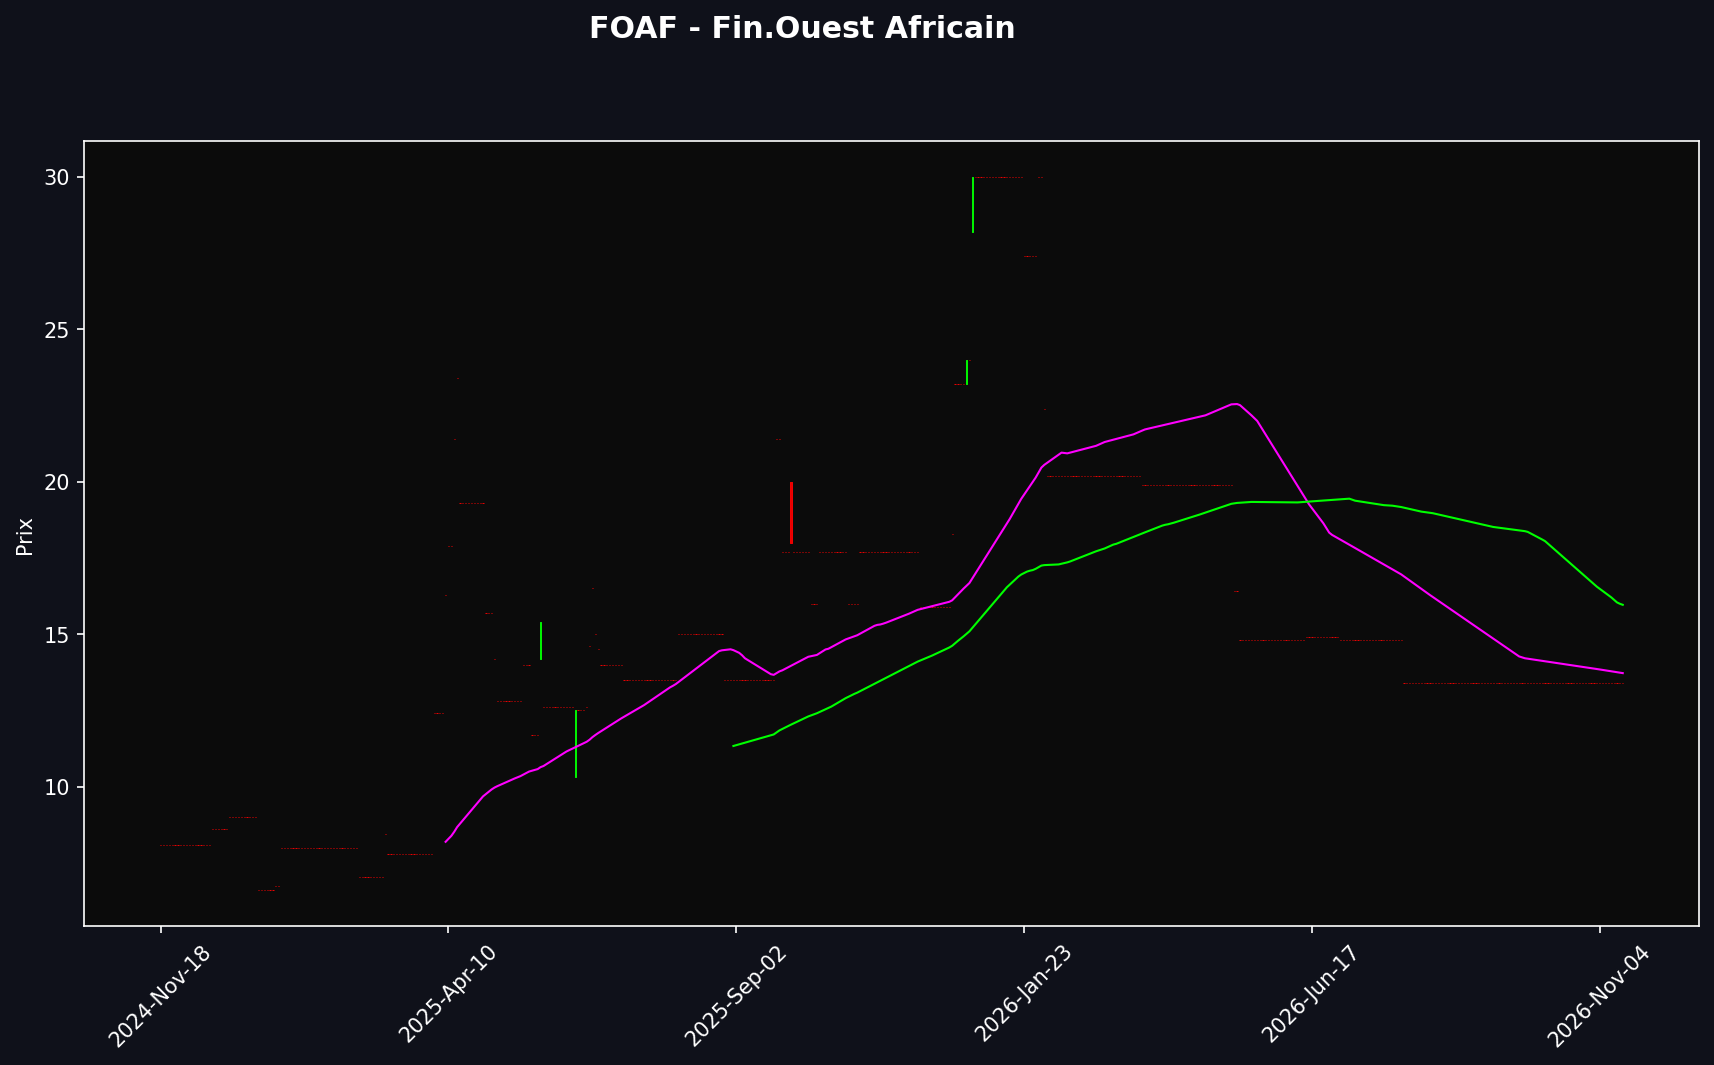 FOAF - Fin.Ouest Africain
Prix
30
25
20
15
10
2024-Nov-18
2025-Apr-10
2025-Sep-02
2026-Jan-23
2026-Jun-17
2026-Nov-04